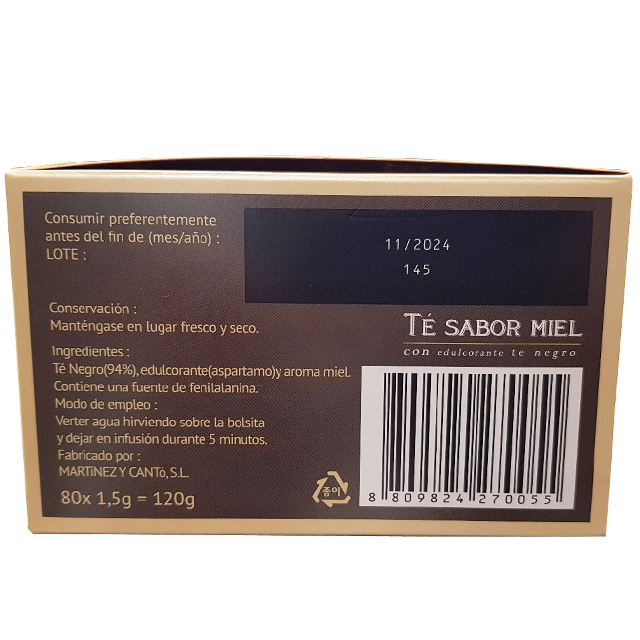 Consumir preferentemente
antes del fin de (mes/año) :
LOTE :
11/2024
145
Conservación :
Manténgase en lugar fresco y seco.
Ingredientes :
Té Negro(94%), edulcorante(aspartamo)y aroma miel.
Contiene una fuente de fenilalanina.
Modo de empleo :
Verter agua hirviendo sobre la bolsita
y dejar en infusión durante 5 minutos.
Fabricado por :
MARTíNEZ Y CANTó, S.L.
80x 1,5g = 120g
TÉ SABOR MIEL
con edulcorante te negro
종이
8 809824 270055